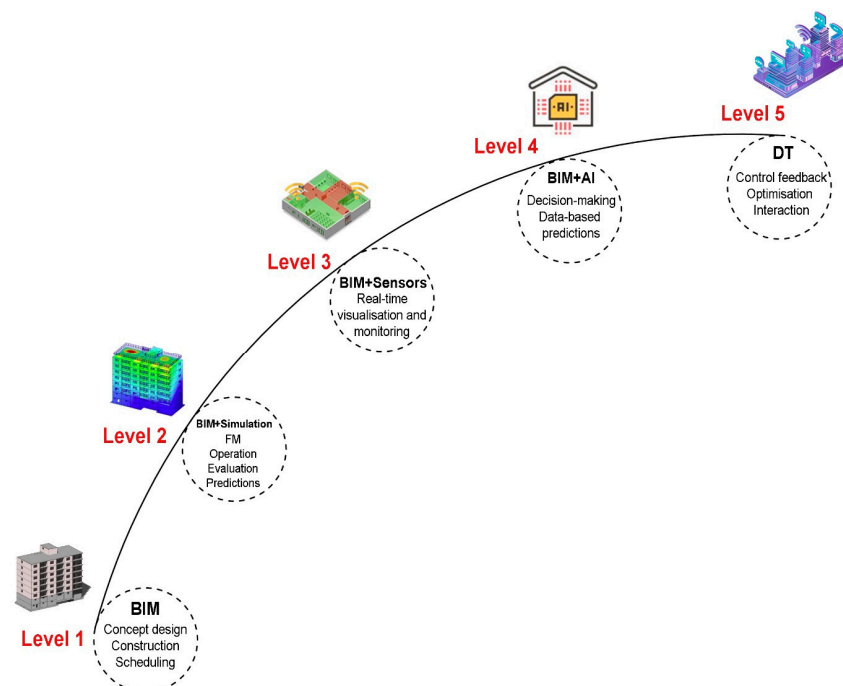 Level 5
DT
Control feedback
Optimisation
Interaction
Level 4
AI
BIM+AI
Decision-making
Data-based
predictions
Level 3
BIM+Sensors
Real-time
visualisation and
monitoring
Level 2
BIM+Simulation
FM
Operation
Evaluation
Predictions
Level 1
BIM
Concept design
Construction
Scheduling